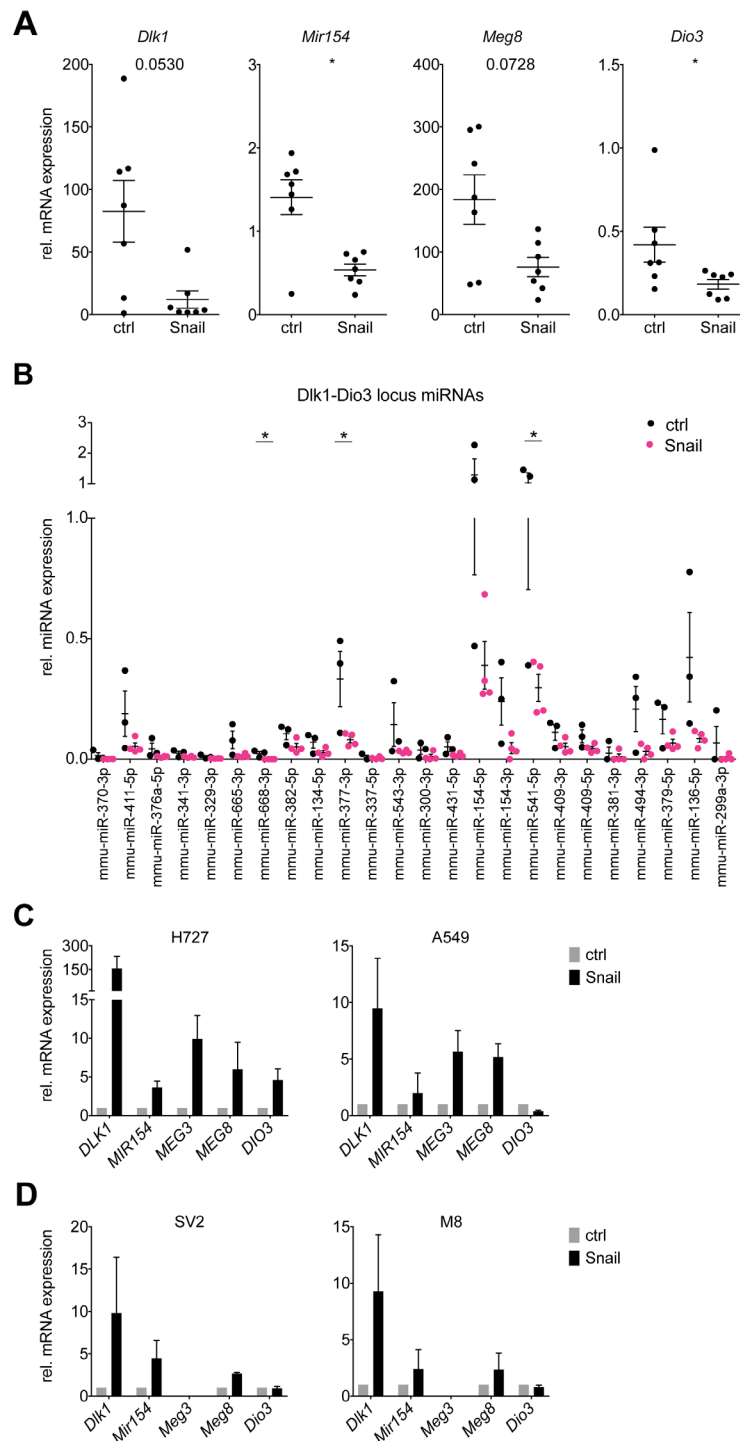 A
Dlk1 Mir154 Meg8 Dio3
0.0530 * 0.0728 *
rel. mRNA expression
200 150 100 50 0
3 2 1 0
400 300 200 100 0
1.5 1.0 0.5 0.0
ctrl Snail ctrl Snail ctrl Snail ctrl Snail
B
Dlk1-Dio3 locus miRNAs
ctrl
Snail
* * *
rel. miRNA expression
3
2
1
1.0
0.5
0.0
mmu-miR-370-3p
mmu-miR-411-5p
mmu-miR-376a-5p
mmu-miR-341-3p
mmu-miR-329-3p
mmu-miR-665-3p
mmu-miR-668-3p
mmu-miR-382-5p
mmu-miR-134-5p
mmu-miR-377-3p
mmu-miR-337-5p
mmu-miR-543-3p
mmu-miR-300-3p
mmu-miR-431-5p
mmu-miR-154-5p
mmu-miR-154-3p
mmu-miR-541-5p
mmu-miR-409-3p
mmu-miR-409-5p
mmu-miR-381-3p
mmu-miR-494-3p
mmu-miR-379-5p
mmu-miR-136-5p
mmu-miR-299a-3p
C
H727 A549
ctrl
Snail
rel. mRNA expression
300 150 15 10 5 0
15 10 5 0
DLK1 MIR154 MEG3 MEG8 DIO3
DLK1 MIR154 MEG3 MEG8 DIO3
D
SV2 M8
ctrl
Snail
rel. mRNA expression
20 15 10 5 0
15 10 5 0
Dlk1 Mir154 Meg3 Meg8 Dio3
Dlk1 Mir154 Meg3 Meg8 Dio3